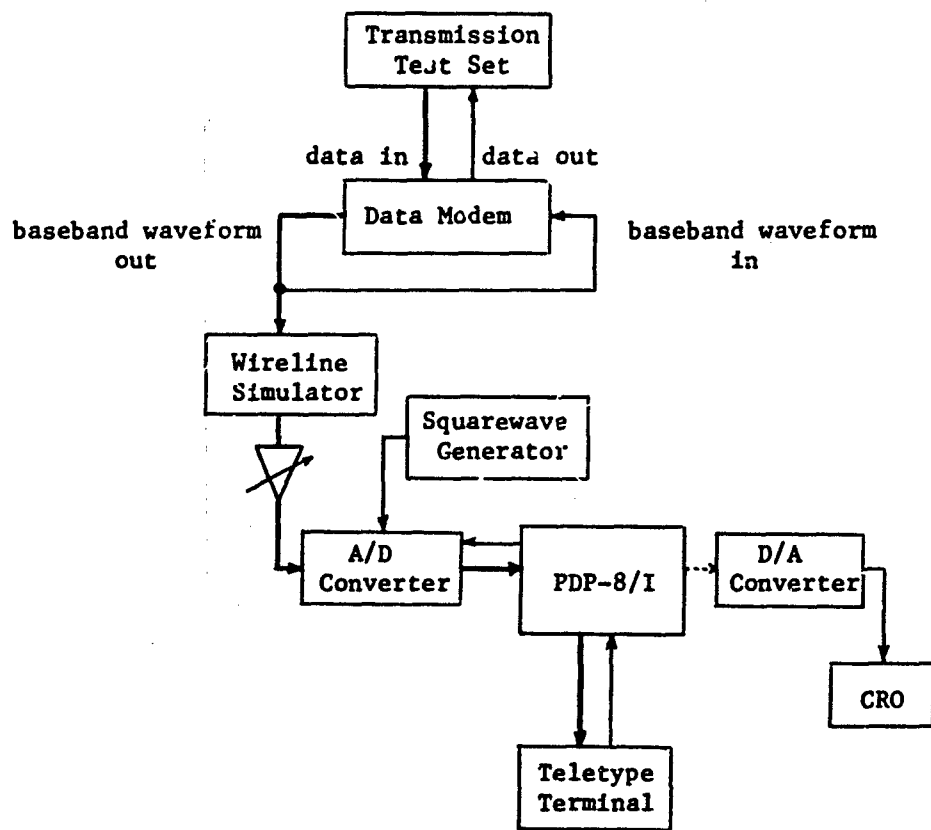 Transmission
Test Set
data in
data out
Data Modem
baseband waveform
out
baseband waveform
in
Wireline
Simulator
Squarewave
Generator
A/D
Converter
PDP-8/I
D/A
Converter
CRO
Teletype
Terminal